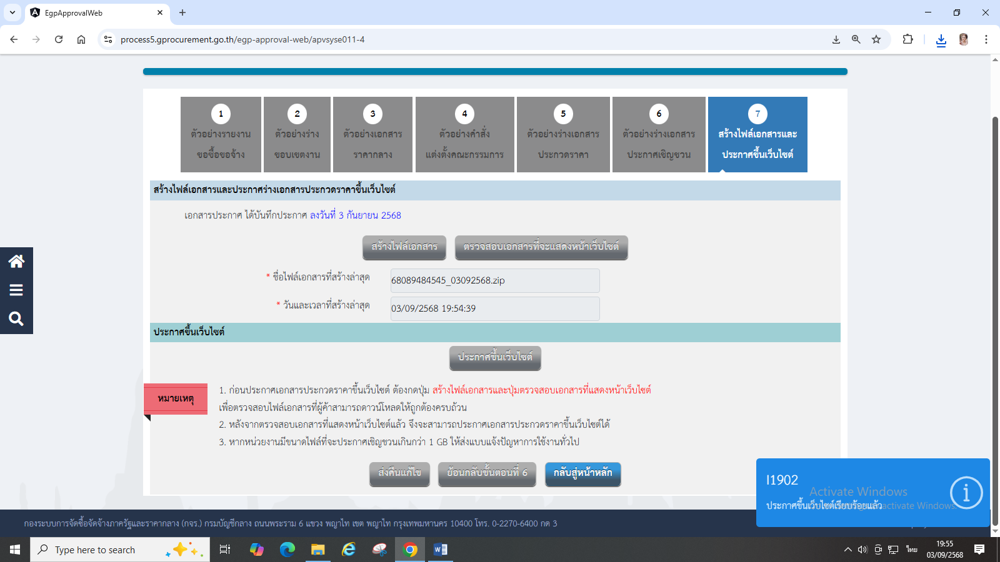 EgpApprovalWeb
process5.gprocurement.go.th/egp-approval-web/apvsyse011-4
1
ตัวอย่างรายงาน
ขอซื้อขอจ้าง
2
ตัวอย่างร่าง
ขอบเขตงาน
3
ตัวอย่างเอกสาร
ราคากลาง
4
ตัวอย่างคำสั่ง
แต่งตั้งคณะกรรมการ
5
ตัวอย่างร่างเอกสาร
ประกวดราคา
6
ตัวอย่างร่างเอกสาร
ประกาศเชิญชวน
7
สร้างไฟล์เอกสารและ
ประกาศขึ้นเว็บไซต์
สร้างไฟล์เอกสารและประกาศร่างเอกสารประกวดราคาขึ้นเว็บไซต์
เอกสารประกาศ ได้บันทึกประกาศ ลงวันที่ 3 กันยายน 2568
สร้างไฟล์เอกสาร ตรวจสอบเอกสารที่จะแสดงหน้าเว็บไซต์
* ชื่อไฟล์เอกสารที่สร้างล่าสุด 68089484545_03092568.zip
* วันและเวลาที่สร้างล่าสุด 03/09/2568 19:54:39
ประกาศขึ้นเว็บไซต์
ประกาศขึ้นเว็บไซต์
หมายเหตุ
1. ก่อนประกาศเอกสารประกวดราคาขึ้นเว็บไซต์ ต้องกดปุ่ม สร้างไฟล์เอกสารและปุ่มตรวจสอบเอกสารที่แสดงหน้าเว็บไซต์
เพื่อตรวจสอบไฟล์เอกสารที่ผู้ค้าสามารถดาวน์โหลดให้ถูกต้องครบถ้วน
2. หลังจากตรวจสอบเอกสารที่แสดงหน้าเว็บไซต์แล้ว จึงจะสามารถประกาศเอกสารประกวดราคาขึ้นเว็บไซต์ได้
3. หากหน่วยงานมีขนาดไฟล์ที่จะประกาศเชิญชวนเกินกว่า 1 GB ให้ส่งแบบแจ้งปัญหาการใช้งานทั่วไป
ส่งคืนแก้ไข ย้อนกลับขั้นตอนที่ 6 กลับสู่หน้าหลัก
I1902
ประกาศขึ้นเว็บไซต์เรียบร้อยแล้ว
Activate Windows
activate Windows.
กองระบบการจัดซื้อจัดจ้างภาครัฐและราคากลาง (กจร.) กรมบัญชีกลาง ถนนพระราม 6 แขวง พญาไท เขต พญาไท กรุงเทพมหานคร 10400 โทร. 0-2270-6400 กด 3
Type here to search
ไทย
19:55
03/09/2568